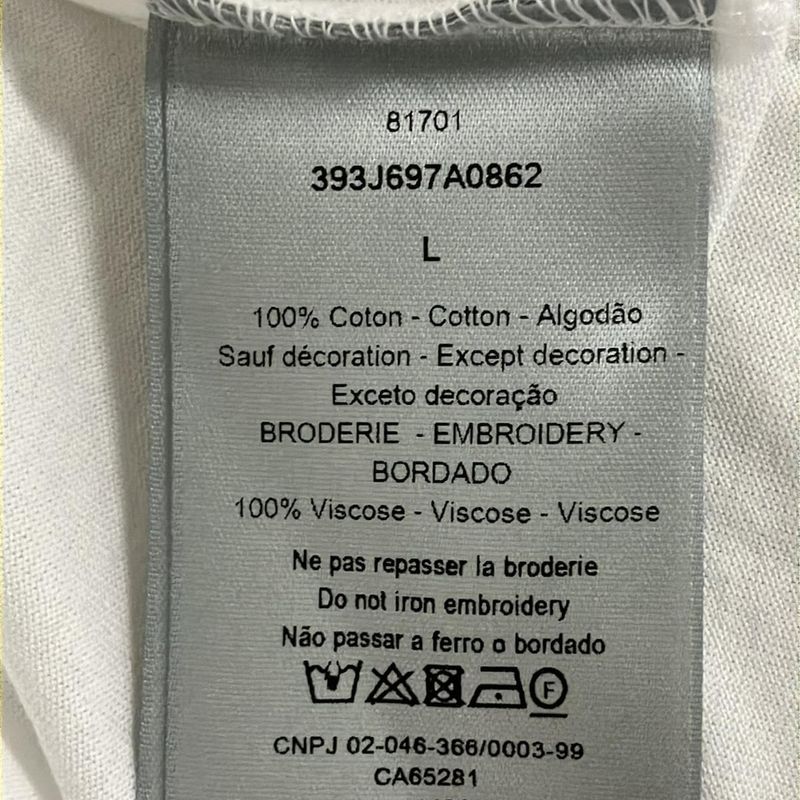 81701
393J697A0862
L
100% Coton - Cotton - Algodão
Sauf décoration - Except decoration -
Exceto decoração
BRODERIE - EMBROIDERY -
BORDADO
100% Viscose - Viscose - Viscose
Ne pas repasser la broderie
Do not iron embroidery
Não passar a ferro o bordado
F
CNPJ 02-046-366/0003-99
CA65281